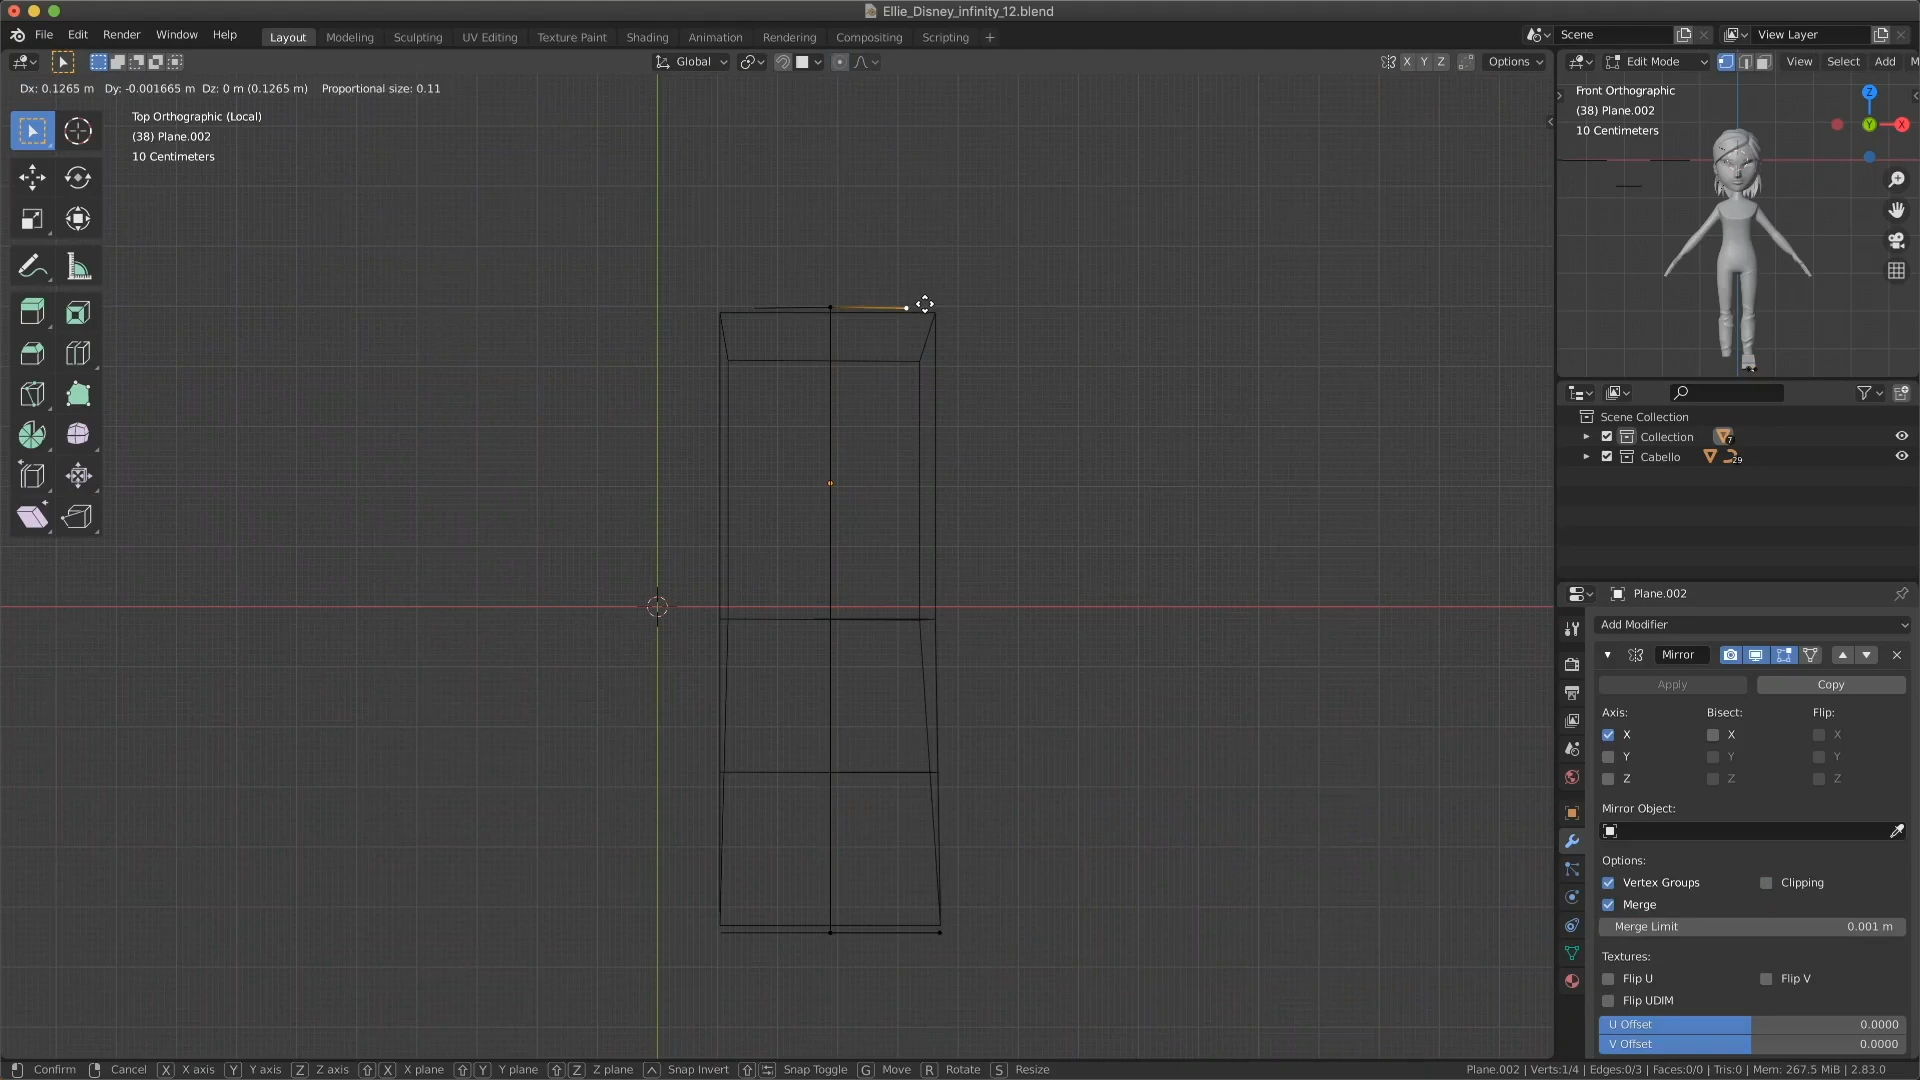 Ellie_Disney_infinity_12.blend
File Edit Render Window Help
Layout Modeling Sculpting UV Editing Texture Paint Shading Animation Rendering Compositing Scripting +
Scene
View Layer
Global
X Y Z
Options
Edit Mode
View Select Add M
Dx: 0.1265 m Dy: -0.001665 m Dz: 0 m (0.1265 m) Proportional size: 0.11
Top Orthographic (Local)
(38) Plane.002
10 Centimeters
Front Orthographic
(38) Plane.002
10 Centimeters
Z
Y
X
Scene Collection
Collection
7
Cabello
29
Plane.002
Add Modifier
Mirror
Apply Copy
Axis: Bisect: Flip:
X X X
Y Y Y
Z Z Z
Mirror Object:
Options:
Vertex Groups Clipping
Merge
Merge Limit 0.001 m
Textures:
Flip U Flip V
Flip UDIM
U Offset 0.0000
V Offset 0.0000
Confirm Cancel X X axis Y Y axis Z Z axis X X plane Y Y plane Z Z plane Snap Invert Snap Toggle G Move R Rotate S Resize
Plane.002 | Verts:1/4 | Edges:0/3 | Faces:0/0 | Tris:0 | Mem: 267.5 MiB | 2.83.0